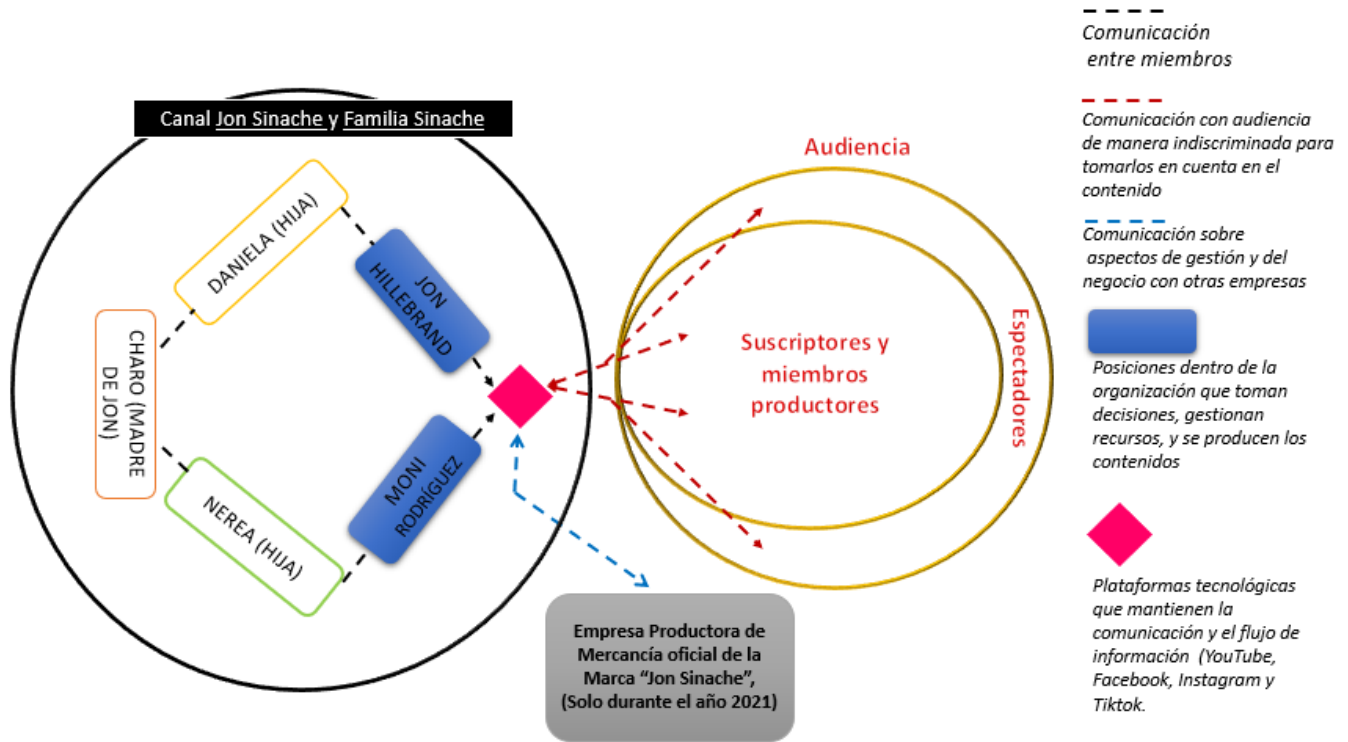 Canal Jon Sinache y Familia Sinache
DANIELA (HIJA)
JON
HILLEBRAND
CHARO (MADRE
DE JON)
NEREA (HIJA)
MONI
RODRÍGUEZ
Audiencia
Suscriptores y
miembros
productores
Espectadores
Empresa Productora de
Mercancía oficial de la
Marca “Jon Sinache”,
(Solo durante el año 2021)
Comunicación
entre miembros
Comunicación con audiencia
de manera indiscriminada para
tomarlos en cuenta en el
contenido
Comunicación sobre
aspectos de gestión y del
negocio con otras empresas
Posiciones dentro de la
organización que toman
decisiones, gestionan
recursos, y se producen los
contenidos
Plataformas tecnológicas
que mantienen la
comunicación y el flujo de
información (YouTube,
Facebook, Instagram y
Tiktok.